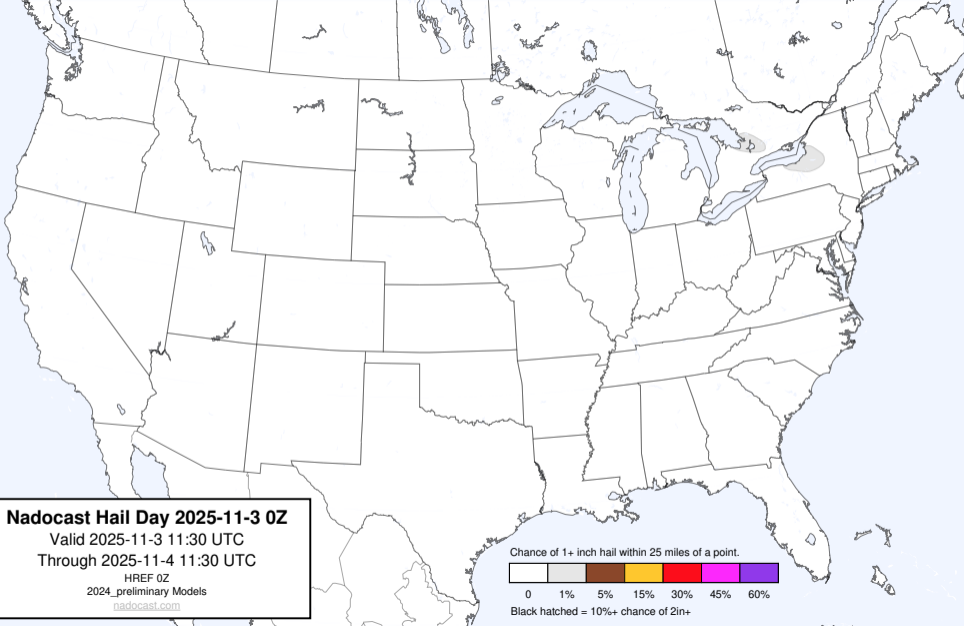 Nadocast Hail Day 2025-11-3 0Z
Valid 2025-11-3 11:30 UTC
Through 2025-11-4 11:30 UTC
HREF 0Z
2024_preliminary Models
nadocast.com
Chance of 1+ inch hail within 25 miles of a point.
0 1% 5% 15% 30% 45% 60%
Black hatched = 10%+ chance of 2in+